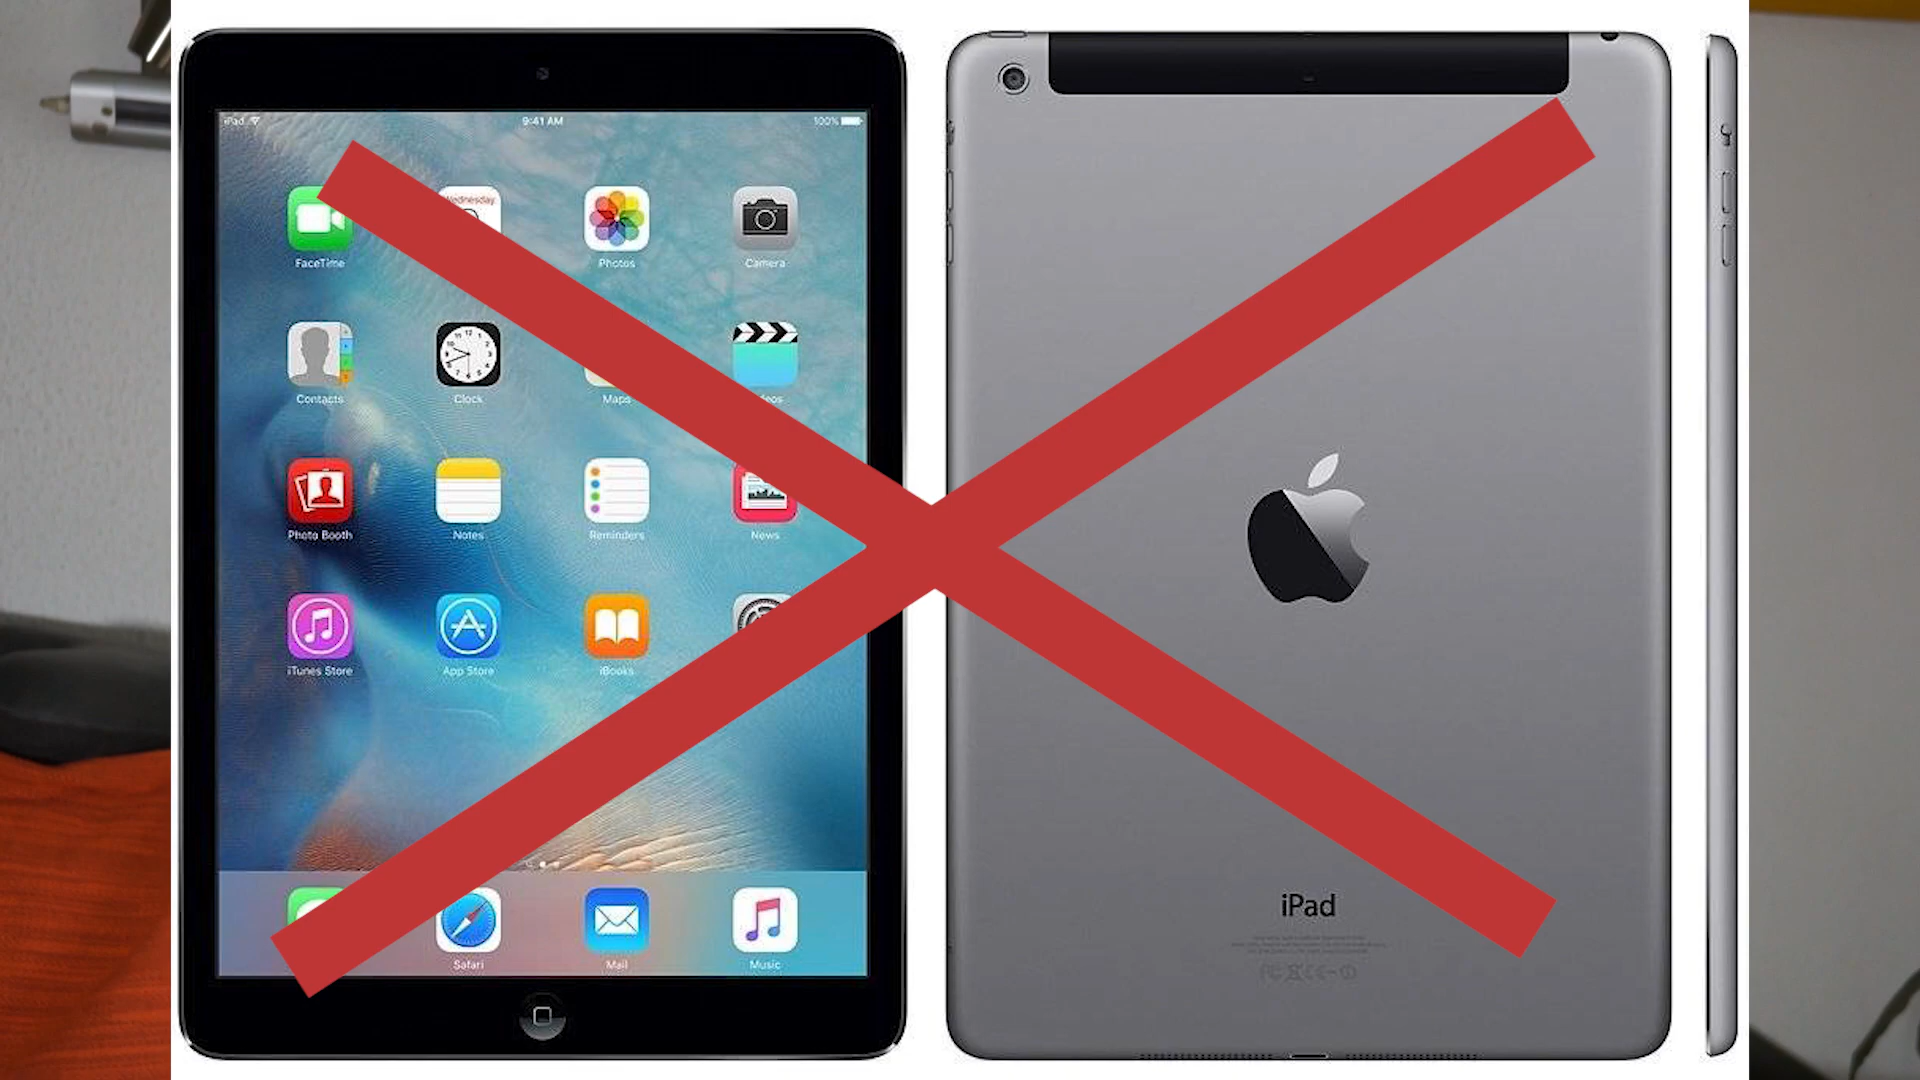 iPad
9:41 AM
100%
Wednesday
FaceTime
Photos
Camera
Contacts
Clock
Maps
Photo Booth
Notes
Reminders
News
iTunes Store
App Store
iBooks
Safari
Mail
Music
iPad